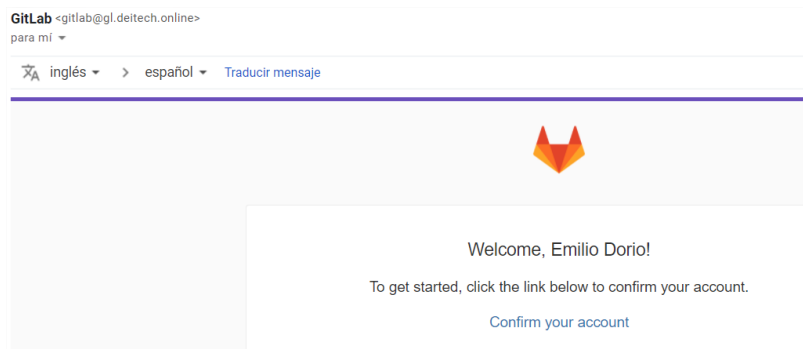 GitLab <gitlab@gl.deitech.online>
para mí
inglés > español Traducir mensaje
Welcome, Emilio Dorio!
To get started, click the link below to confirm your account.
Confirm your account